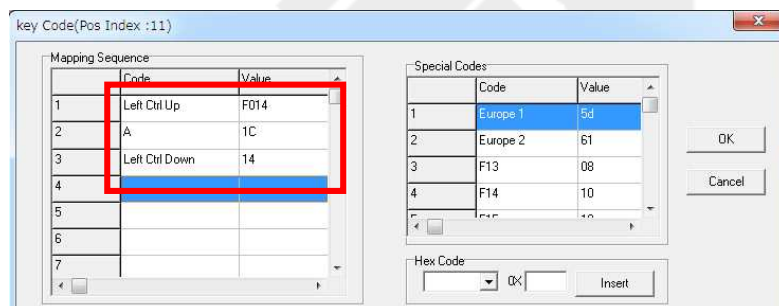 key Code(Pos Index :11)
Mapping Sequence
Code Value
1 Left Ctrl Up F014
2 A 1C
3 Left Ctrl Down 14
4
5
6
7
Special Codes
Code Value
1 Europe 1 5d
2 Europe 2 61
3 F13 08
4 F14 10
OK
Cancel
Hex Code
0X
Insert